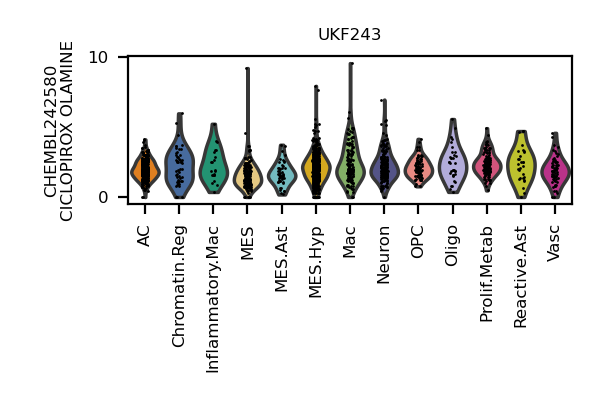 UKF243
CHEMBL242580
CICLOPIROX OLAMINE
10
0
AC
Chromatin.Reg
Inflammatory.Mac
MES
MES.Ast
MES.Hyp
Mac
Neuron
OPC
Oligo
Prolif.Metab
Reactive.Ast
Vasc